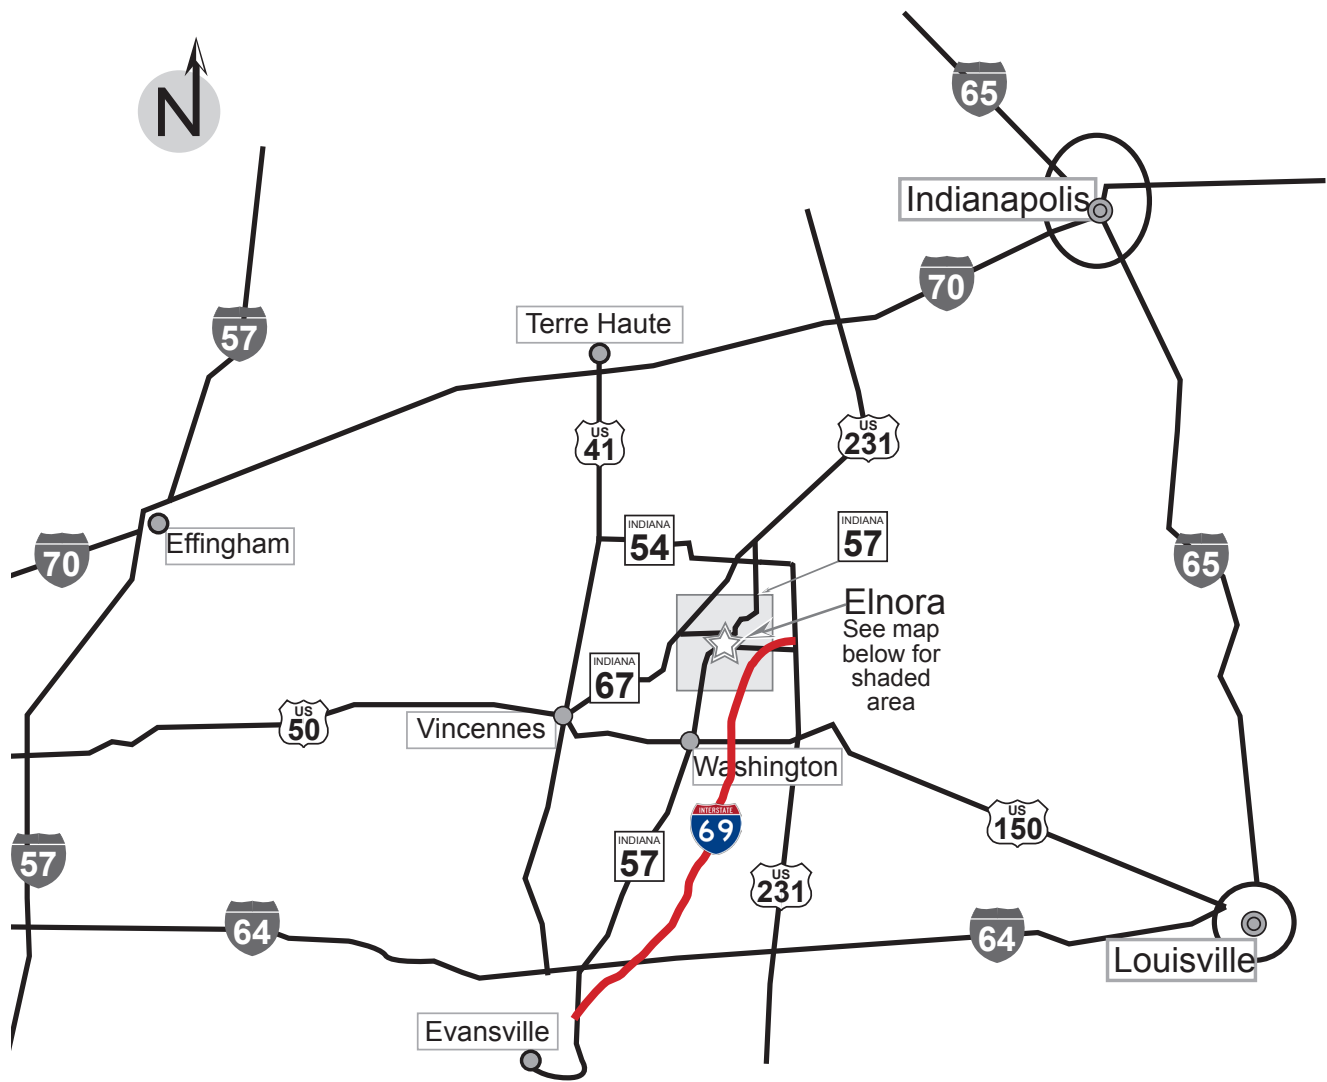 N
65
Indianapolis
70
57
Terre Haute
US
41
US
231
INDIANA
54
INDIANA
57
Effingham
70
65
Elnora
See map
below for
shaded
area
INDIANA
67
US
50
Vincennes
Washington
INTERSTATE
69
US
150
57
INDIANA
57
US
231
64
64
Louisville
Evansville